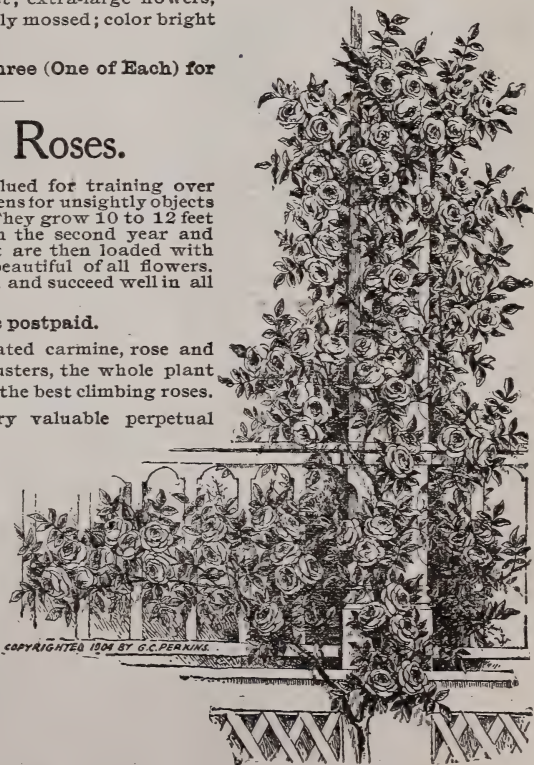 extra-large flowers,
ly mossed; color bright
hree (One of Each) for
Roses.
lued for training over
ens for unsightly objects
They grow 10 to 12 feet
n the second year and
are then loaded with
beautiful of all flowers.
and succeed well in all
postpaid.
ated carmine, rose and
usters, the whole plant
the best climbing roses.
ry valuable perpetual
COPYRIGHTED 1904 BY G.C.PERKINS.